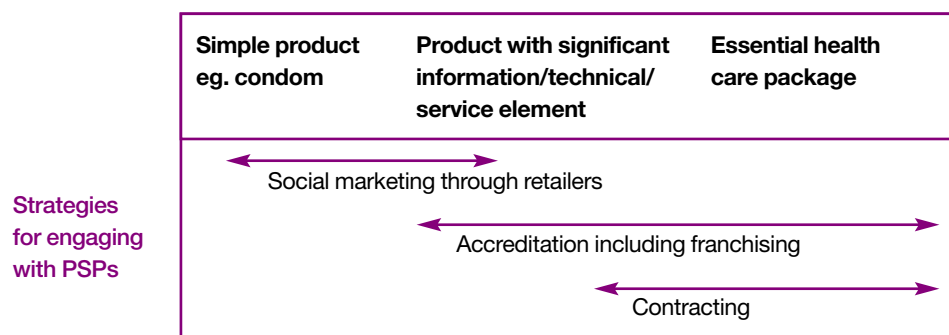 Simple product
eg. condom
Product with significant
information/technical/
service element
Essential health
care package
Social marketing through retailers
Strategies
for engaging
with PSPs
Accreditation including franchising
Contracting